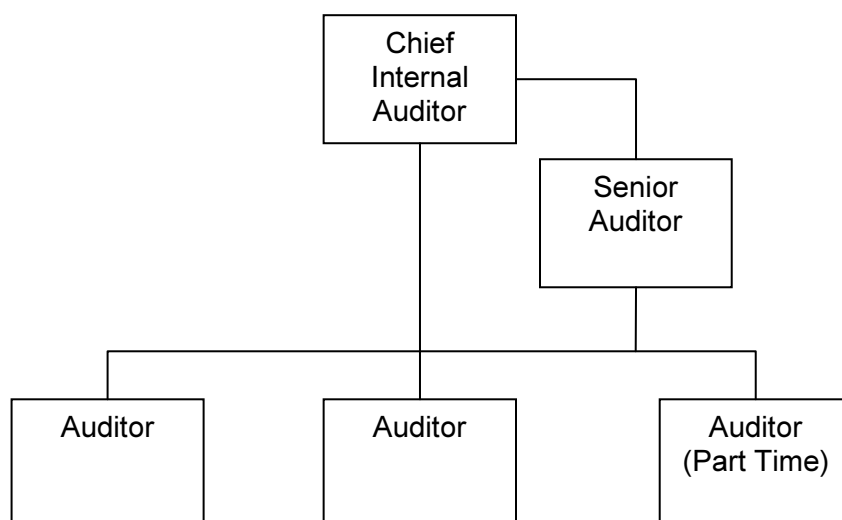 Chief
Internal
Auditor
Senior
Auditor
Auditor
Auditor
Auditor
(Part Time)